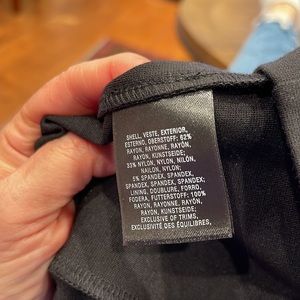 SHELL, VESTE, EXTERIOR,
ESTERNO, OBERSTOFF: 62%
RAYON, RAYONNE, RAYÓN,
RAYON, KUNSTSEIDE;
33% NYLON, NYLON, NILÓN,
NAILON, NYLON;
5% SPANDEX, SPANDEX,
SPANDEX, SPANDEX, SPANDEX;
LINING, DOUBLURE, FORRO,
FODERA, FUTTERSTOFF: 100%
RAYON, RAYONNE, RAYÓN,
RAYON, KUNSTSEIDE;
EXCLUSIVE OF TRIMS,
EXCLUSIVITÉ DES ÉQUILIBRES,